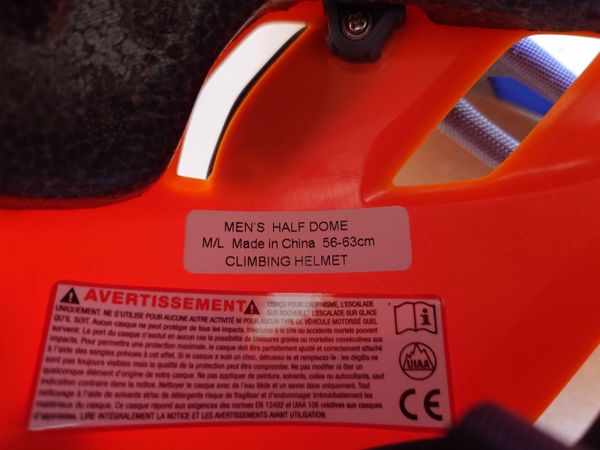 MEN'S HALF DOME
M/L Made in China 56-63cm
CLIMBING HELMET
AVERTISSEMENT
CONÇU POUR L'ALPINISME, L'ESCALADE
SUR ROCHER ET L'ESCALADE SUR GLACE
UNIQUEMENT. NE S'UTILISE POUR AUCUNE AUTRE ACTIVITÉ NI POUR AUCUN TYPE DE VÉHICULE MOTORISÉ QUEL
QU'IL SOIT. Aucun casque ne peut protéger de tous les impacts, blessures à la tête ou accidents mortels pouvant
survenir. Le port du casque n'exclut en aucun cas la possibilité de blessures graves ou mortelles consécutives aux
impacts. Pour permettre une protection maximale, le casque doit être parfaitement ajusté et correctement attaché
à l'aide des sangles prévues à cet effet. Si le casque a subi un choc, détruisez-le et remplacez-le : les dégâts ne
sont pas toujours visibles mais la qualité de la protection peut être compromise. Ne pas modifier ni ôter un
quelconque élément d'origine de votre casque. Ne pas appliquer de peinture, solvants, colles ou autocollants, sauf
indication contraire dans la notice. Nettoyer le casque avec de l'eau tiède et un savon doux uniquement. Tout
nettoyage à l'aide de solvants et/ou de détergents risque de fragiliser et d'endommager irrémédiablement les
matériaux du casque. Ce casque répond aux exigences des normes EN 12492 et UIAA 106 relatives aux casques
d'alpinisme. LIRE INTÉGRALEMENT LA NOTICE ET LES AVERTISSEMENTS AVANT UTILISATION.
UIAA
CE